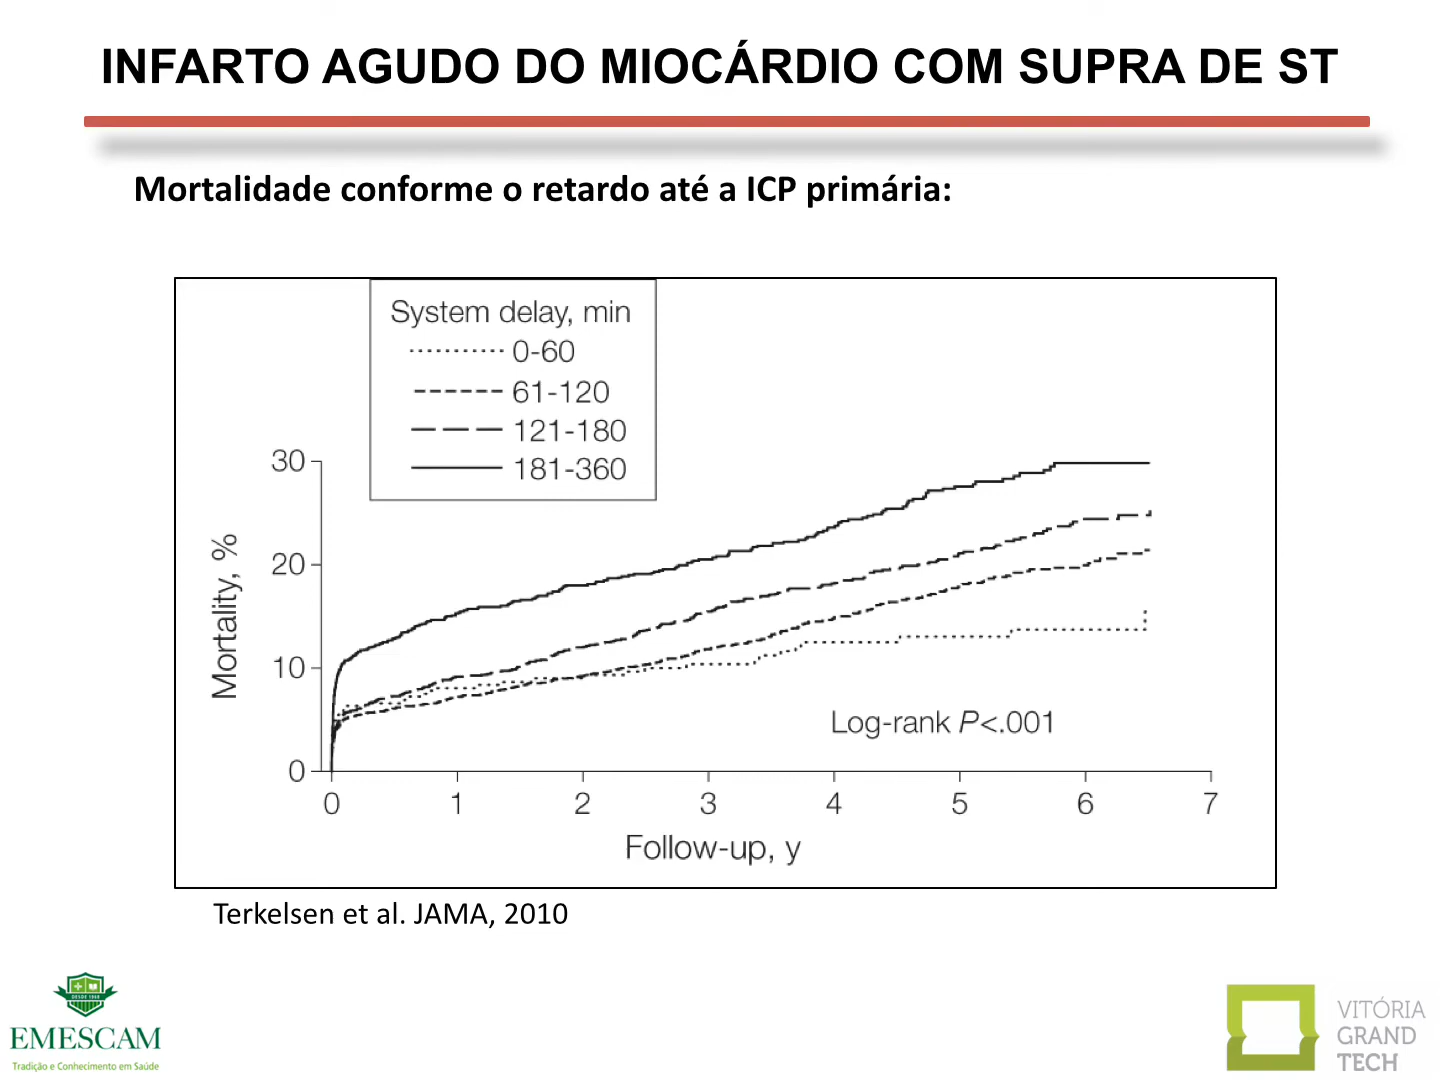 INFARTO AGUDO DO MIOCÁRDIO COM SUPRA DE ST
Mortalidade conforme o retardo até a ICP primária:
System delay, min
0-60
61-120
121-180
181-360
30
20
10
0
Mortality, %
Log-rank P<.001
0 1 2 3 4 5 6 7
Follow-up, y
Terkelsen et al. JAMA, 2010
DESDE 1968
EMESCAM
Tradição e Conhecimento em Saúde
VITÓRIA
GRAND
TECH